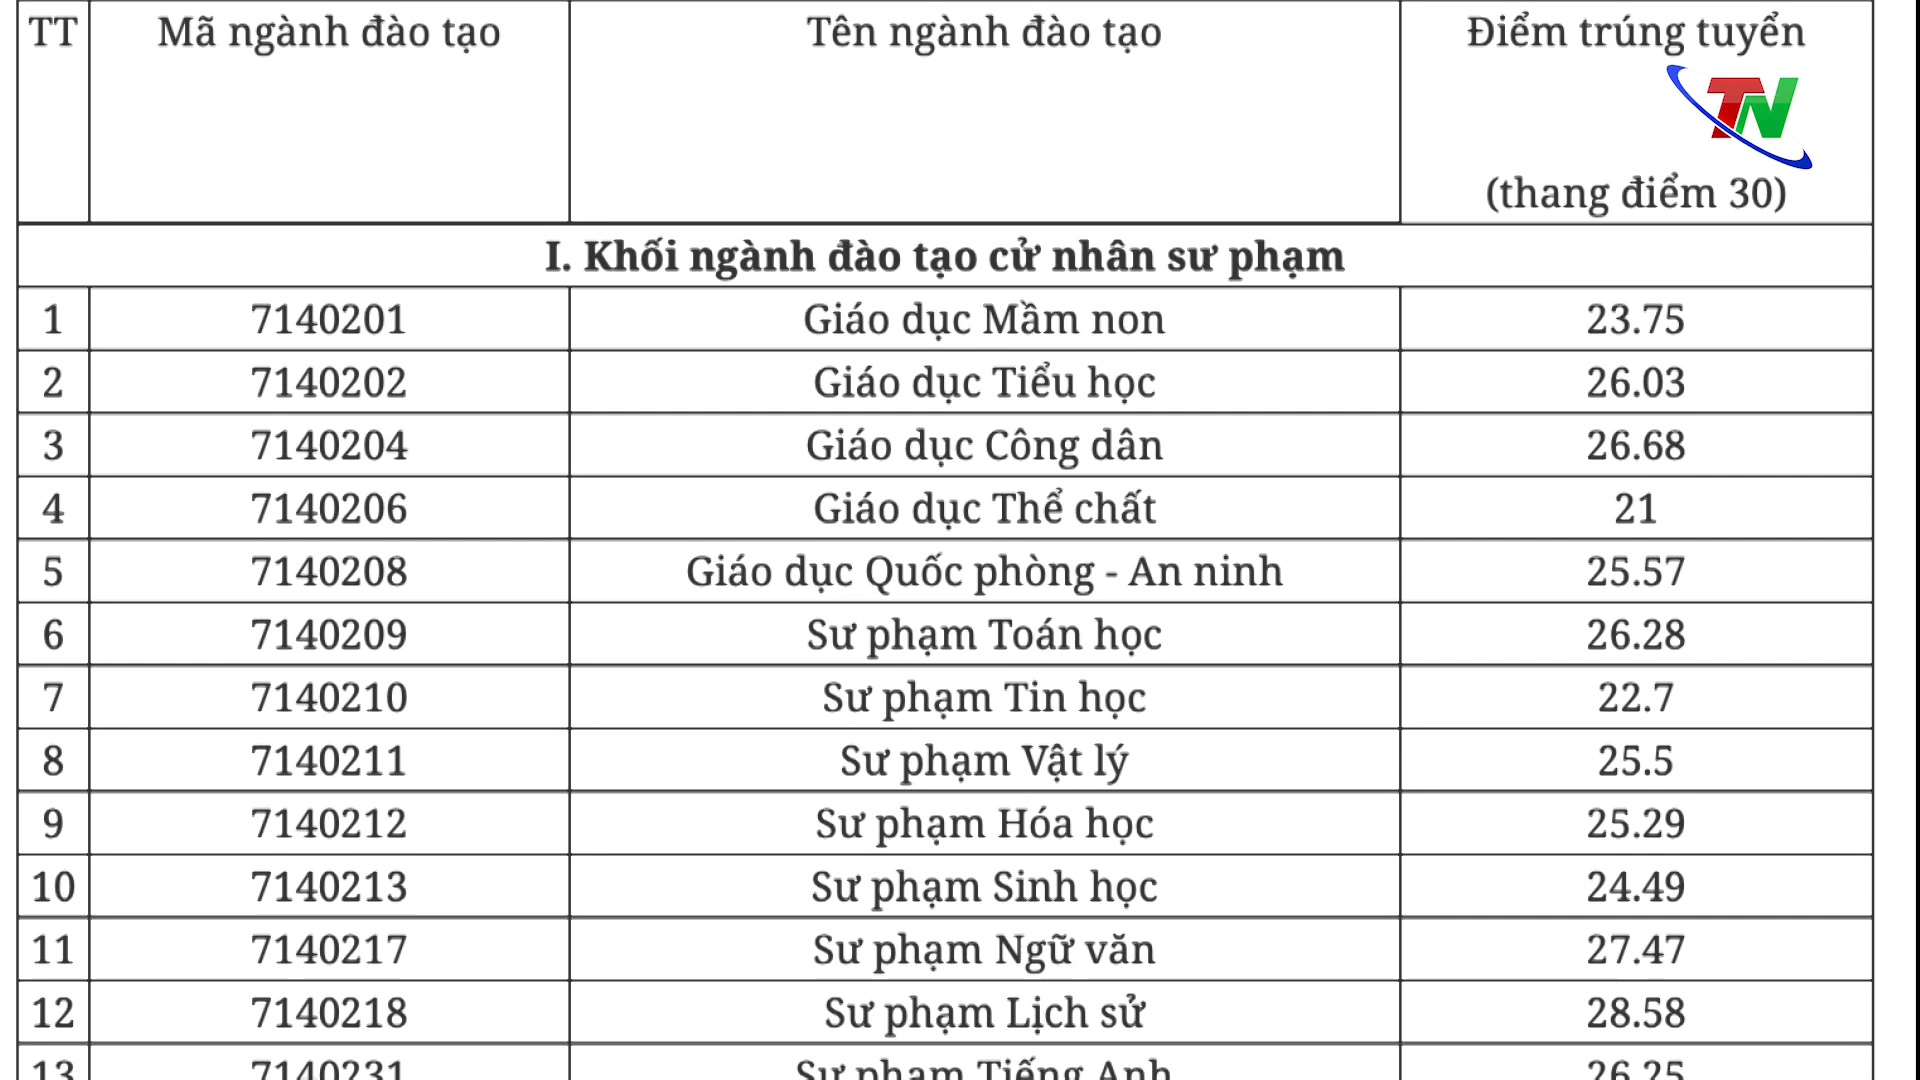 TT Mã ngành đào tạo Tên ngành đào tạo Điểm trúng tuyển
TN
(thang điểm 30)
I. Khối ngành đào tạo cử nhân sư phạm
1 7140201 Giáo dục Mầm non 23.75
2 7140202 Giáo dục Tiểu học 26.03
3 7140204 Giáo dục Công dân 26.68
4 7140206 Giáo dục Thể chất 21
5 7140208 Giáo dục Quốc phòng - An ninh 25.57
6 7140209 Sư phạm Toán học 26.28
7 7140210 Sư phạm Tin học 22.7
8 7140211 Sư phạm Vật lý 25.5
9 7140212 Sư phạm Hóa học 25.29
10 7140213 Sư phạm Sinh học 24.49
11 7140217 Sư phạm Ngữ văn 27.47
12 7140218 Sư phạm Lịch sử 28.58
13 7140231 Sư phạm Tiếng Anh 26.25